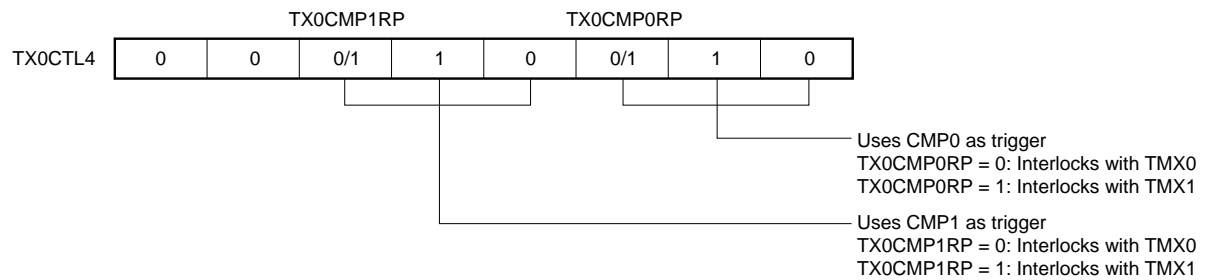 TX0CMP1RP TX0CMP0RP
TX0CTL4 0 0 0/1 1 0 0/1 1 0
Uses CMP0 as trigger
TX0CMP0RP = 0: Interlocks with TMX0
TX0CMP0RP = 1: Interlocks with TMX1
Uses CMP1 as trigger
TX0CMP1RP = 0: Interlocks with TMX0
TX0CMP1RP = 1: Interlocks with TMX1